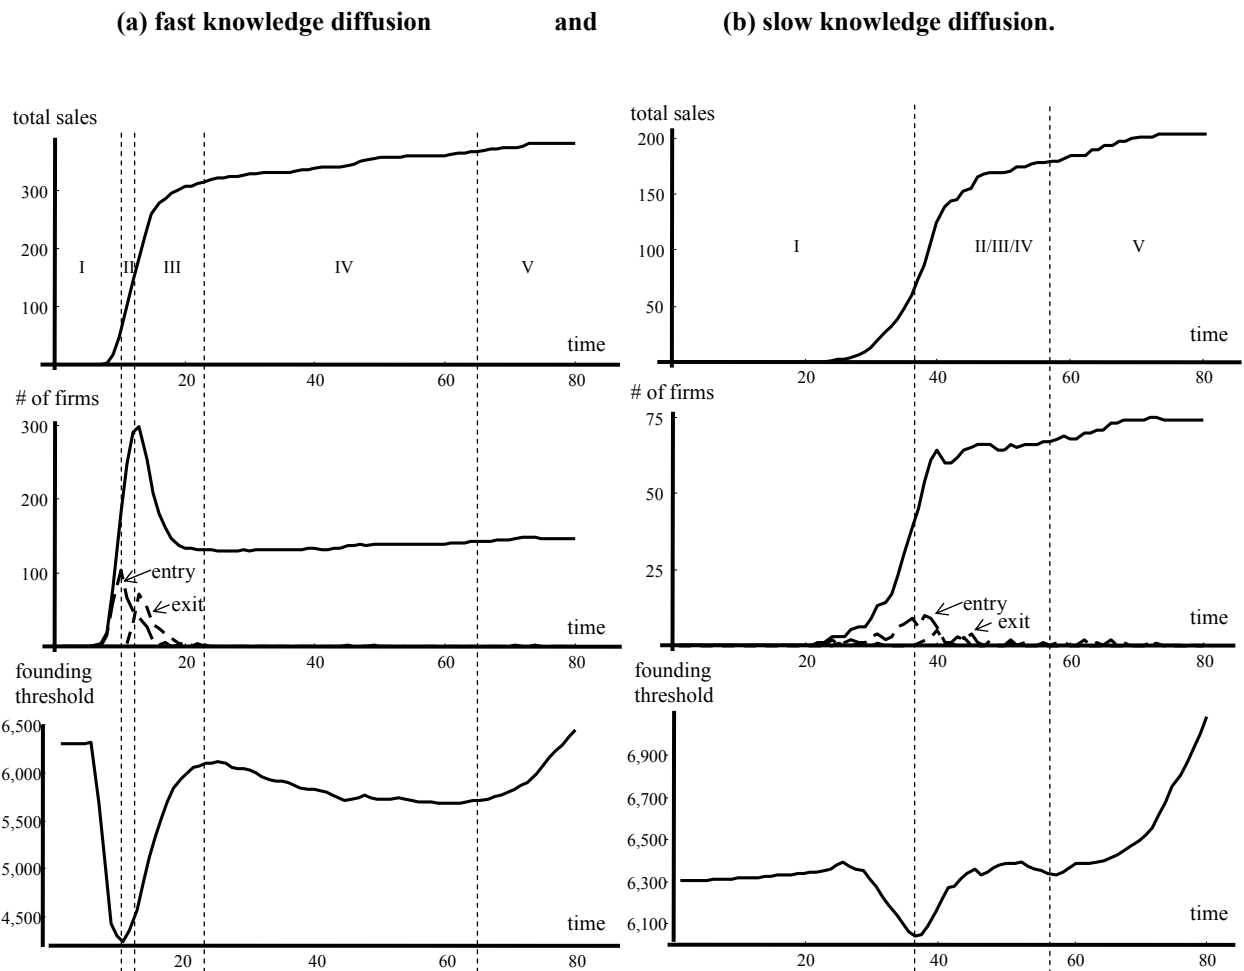 (a) fast knowledge diffusion and (b) slow knowledge diffusion.
total sales
300
200
100
I II III IV V
time
20 40 60 80
# of firms
300
200
100
entry
exit
time
20 40 60 80
founding
threshold
6,500
6,000
5,500
5,000
4,500
time
20 40 60 80
total sales
200
150
100
50
I II/III/IV V
time
20 40 60 80
# of firms
75
50
25
entry
exit
time
20 40 60 80
founding
threshold
6,900
6,700
6,500
6,300
6,100
time
20 40 60 80